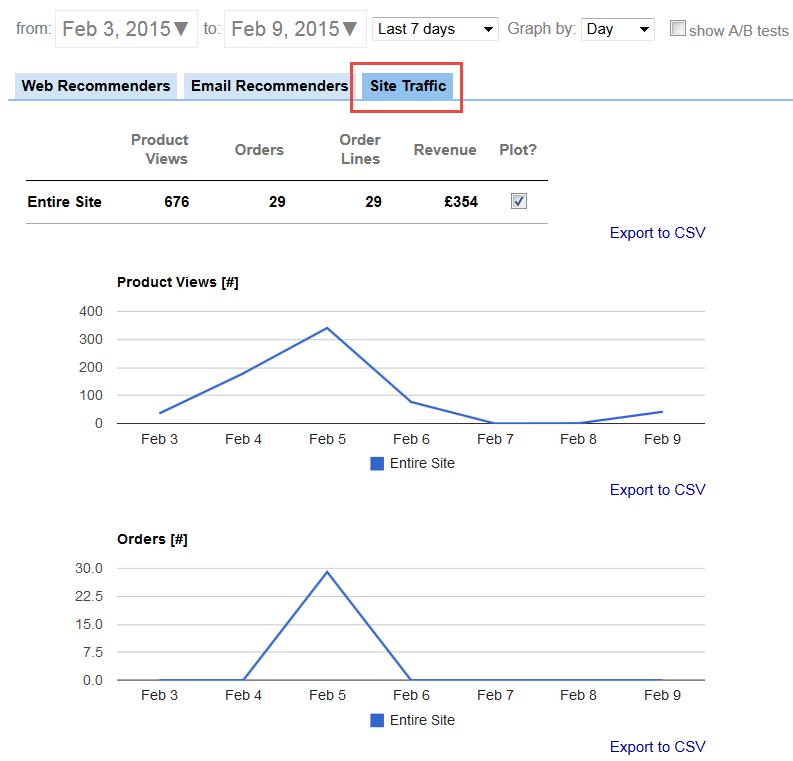 from: Feb 3, 2015▼ to: Feb 9, 2015▼ Last 7 days Graph by: Day show A/B tests
Web Recommenders Email Recommenders Site Traffic
Product Views Orders Order Lines Revenue Plot?
Entire Site 676 29 29 £354
Export to CSV
Product Views [#]
400
300
200
100
0
Feb 3 Feb 4 Feb 5 Feb 6 Feb 7 Feb 8 Feb 9
Entire Site
Export to CSV
Orders [#]
30.0
22.5
15.0
7.5
0.0
Feb 3 Feb 4 Feb 5 Feb 6 Feb 7 Feb 8 Feb 9
Entire Site
Export to CSV